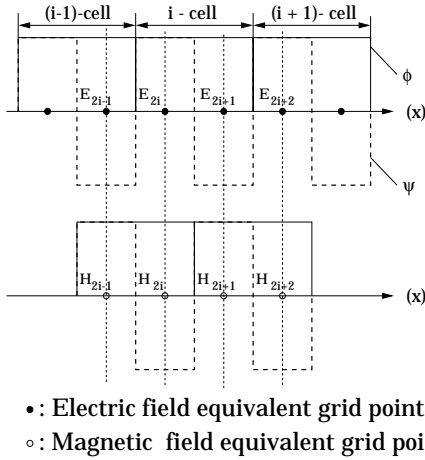 (i-1)-cell i - cell (i + 1)- cell
ϕ
E2i-1 E2i E2i+1 E2i+2
(x)
ψ
H2i-1 H2i H2i+1 H2i+2
(x)
• : Electric field equivalent grid point
∘ : Magnetic field equivalent grid poi